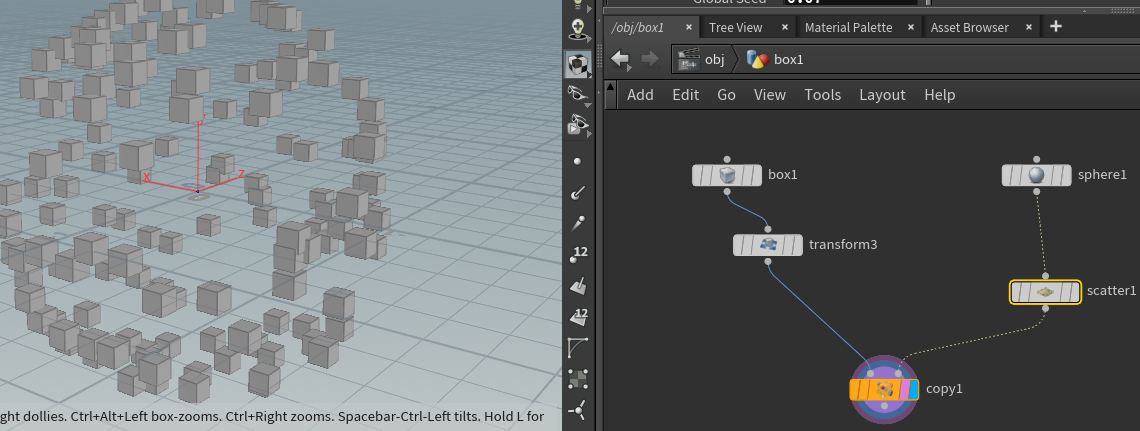 Global Seed
/obj/box1 × Tree View × Material Palette × Asset Browser × +
obj box1
Add Edit Go View Tools Layout Help
box1
sphere1
transform3
scatter1
copy1
Y
X
Z
12
12
ght dollies. Ctrl+Alt+Left box-zooms. Ctrl+Right zooms. Spacebar-Ctrl-Left tilts. Hold L for